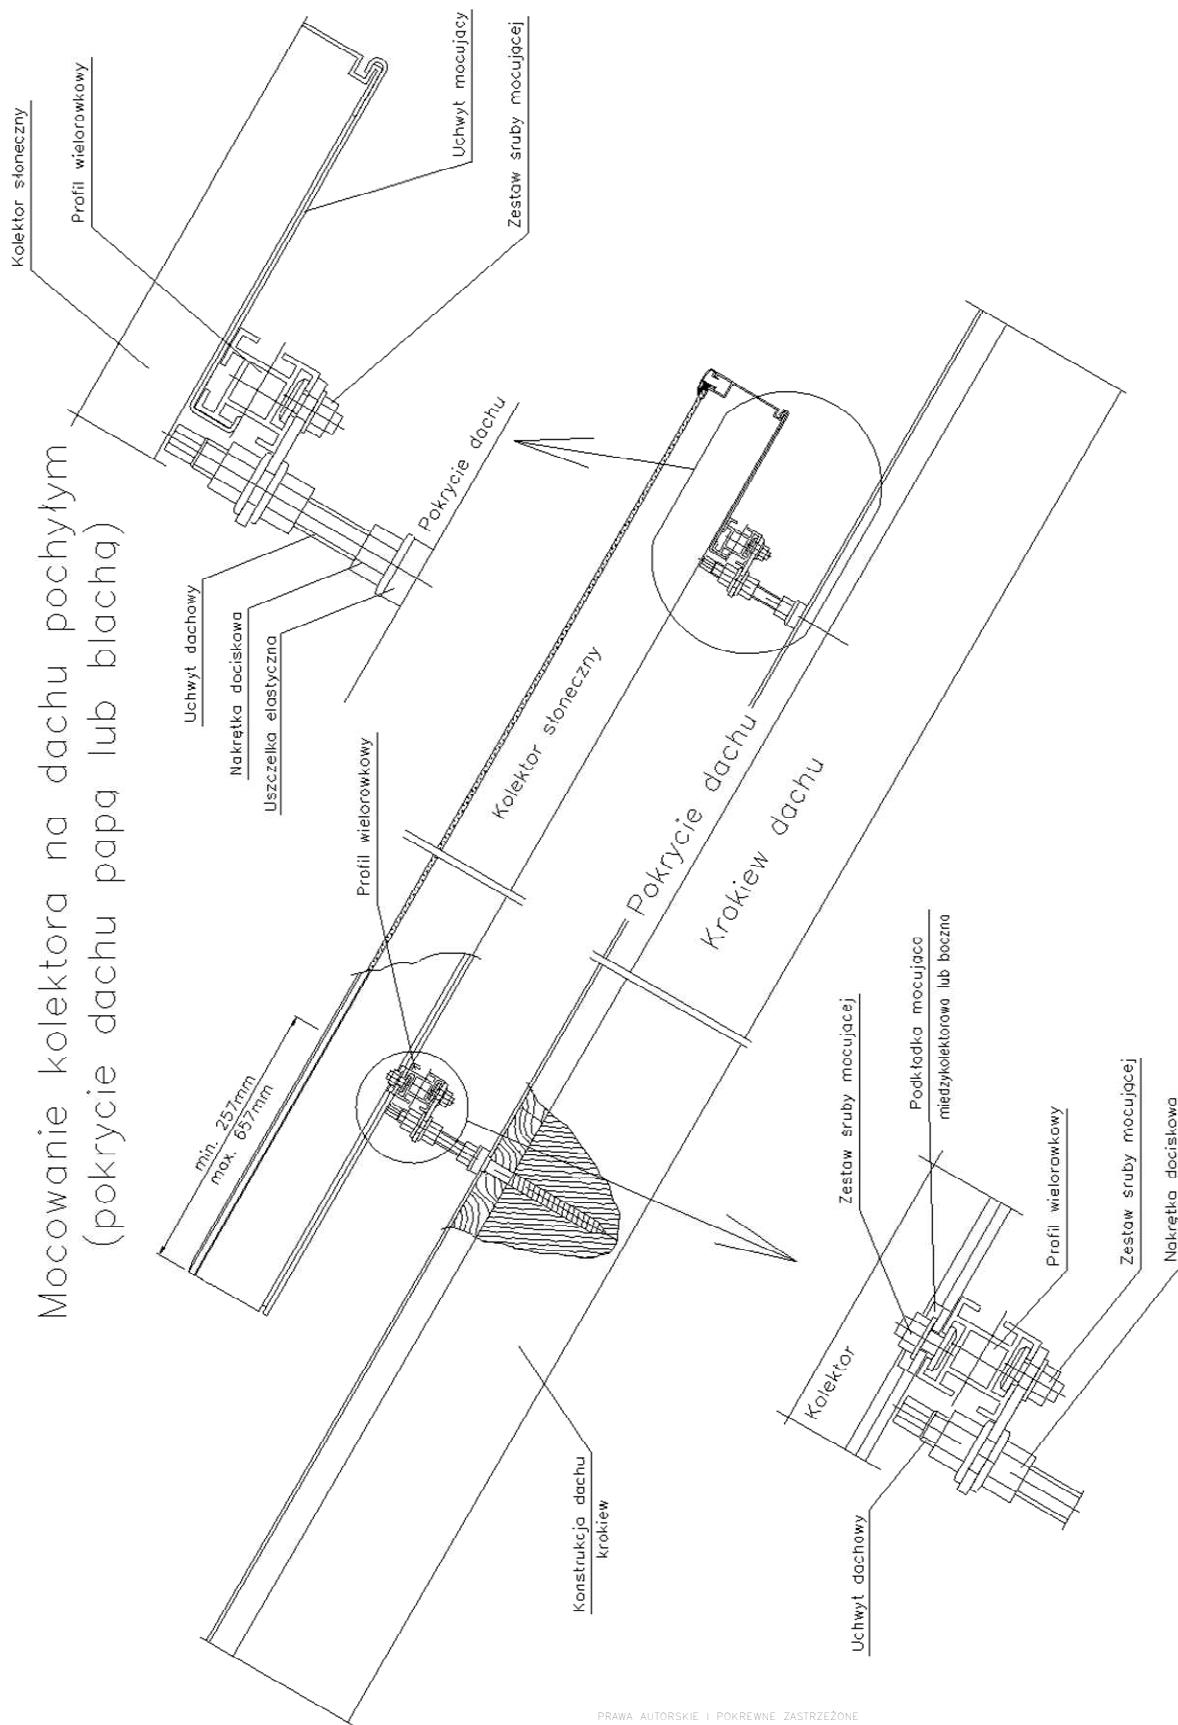 Mocowanie kolektora na dachu pochyłym
(pokrycie dachu papą lub blachą)
Kolektor słoneczny
Profil wielorowkowy
Uchwyt dachowy
Nakrętka dociskowa
Uszczelka elastyczna
Pokrycie dachu
Uchwyt mocujący
Zestaw śruby mocującej
min. 257mm
max. 657mm
Profil wielorowkowy
Kolektor słoneczny
Pokrycie dachu
Krokiew dachu
Konstrukcja dachu
krokiew
Kolektor
Uchwyt dachowy
Zestaw śruby mocującej
Podkładka mocująca
międzykolektorowa lub boczna
Profil wielorowkowy
Zestaw śruby mocującej
Nakrętka dociskowa
PRAWA AUTORSKIE I POKREWNE ZASTRZEŻONE